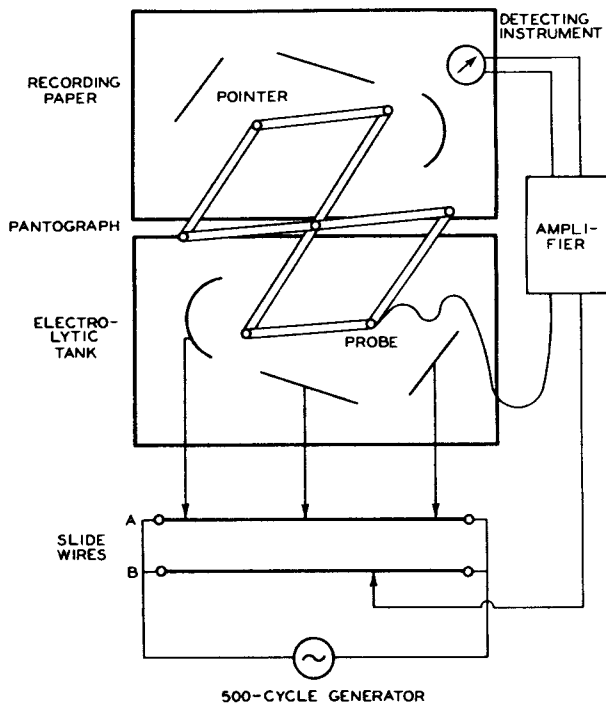 DETECTING
INSTRUMENT
RECORDING
PAPER
POINTER
PANTOGRAPH
AMPLI-
FIER
ELECTRO-
LYTIC
TANK
PROBE
A
SLIDE
WIRES
B
500-CYCLE GENERATOR